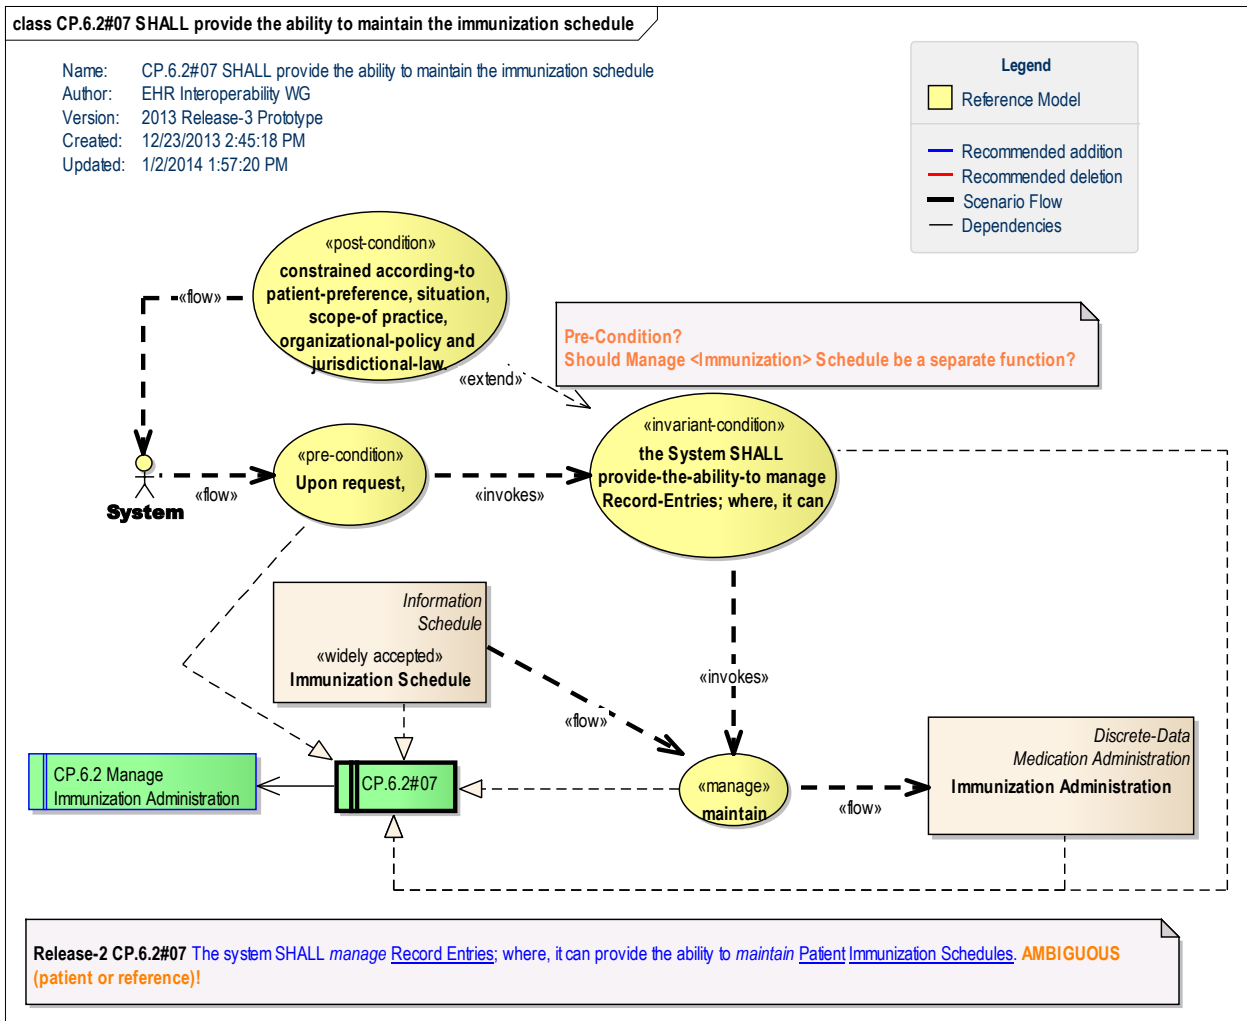 class CP.6.2#07 SHALL provide the ability to maintain the immunization schedule
Name: CP.6.2#07 SHALL provide the ability to maintain the immunization schedule
Author: EHR Interoperability WG
Version: 2013 Release-3 Prototype
Created: 12/23/2013 2:45:18 PM
Updated: 1/2/2014 1:57:20 PM
Legend
Reference Model
Recommended addition
Recommended deletion
Scenario Flow
Dependencies
«post-condition»
constrained according-to
patient-preference, situation,
scope-of practice,
organizational-policy and
jurisdictional-law.
«flow»
«extend»
Pre-Condition?
Should Manage <Immunization> Schedule be a separate function?
«invariant-condition»
the System SHALL
provide-the-ability-to manage
Record-Entries; where, it can
«pre-condition»
Upon request,
«flow»
«invokes»
System
Information
Schedule
«widely accepted»
Immunization Schedule
«invokes»
«flow»
CP.6.2 Manage
Immunization Administration
CP.6.2#07
«manage»
maintain
«flow»
Discrete-Data
Medication Administration
Immunization Administration
Release-2 CP.6.2#07 The system SHALL manage Record Entries; where, it can provide the ability to maintain Patient Immunization Schedules. AMBIGUOUS
(patient or reference)!